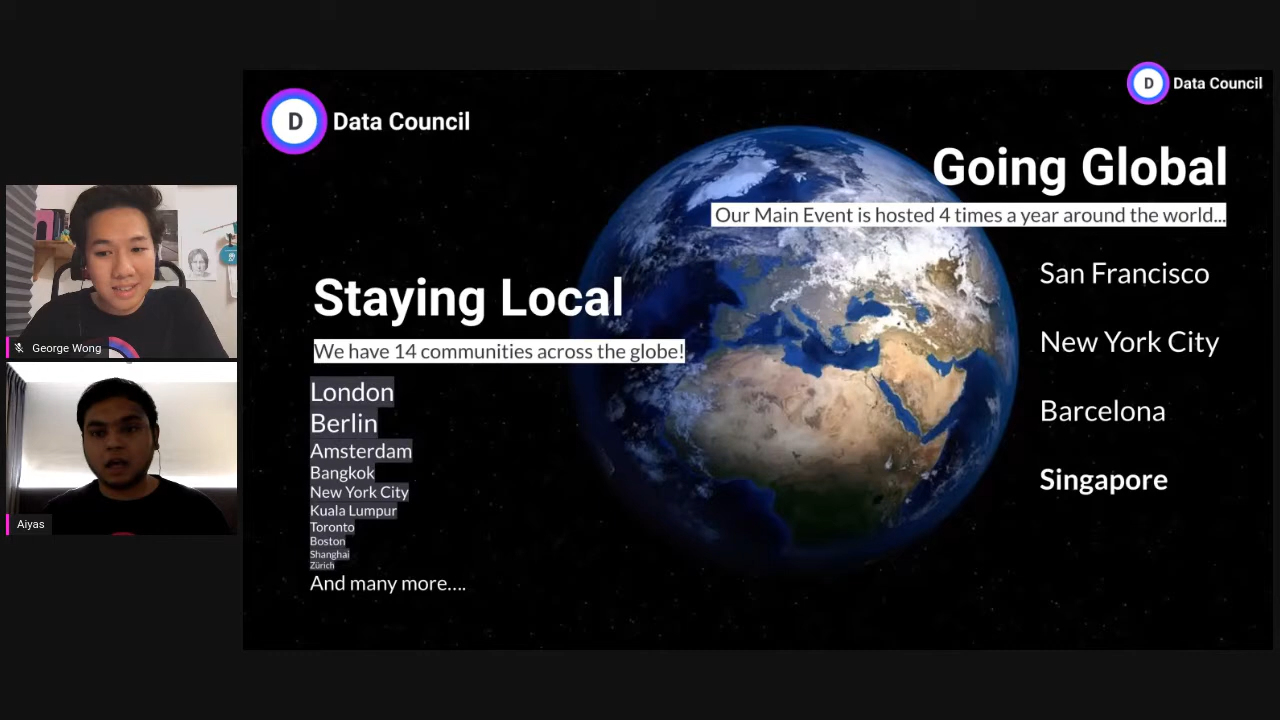 D Data Council
D Data Council
Going Global
Our Main Event is hosted 4 times a year around the world...
San Francisco
New York City
Barcelona
Singapore
Staying Local
We have 14 communities across the globe!
London
Berlin
Amsterdam
Bangkok
New York City
Kuala Lumpur
Toronto
Boston
Shanghai
Zürich
And many more....
George Wong
Aiyas